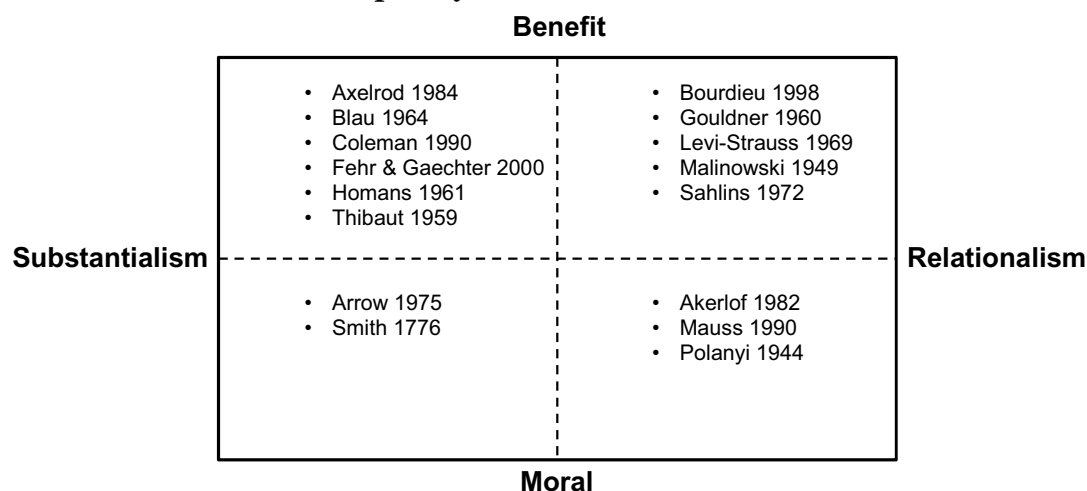 Benefit
• Axelrod 1984
• Blau 1964
• Coleman 1990
• Fehr & Gaechter 2000
• Homans 1961
• Thibaut 1959
• Bourdieu 1998
• Gouldner 1960
• Levi-Strauss 1969
• Malinowski 1949
• Sahlins 1972
Substantialism
Relationalism
• Arrow 1975
• Smith 1776
• Akerlof 1982
• Mauss 1990
• Polanyi 1944
Moral